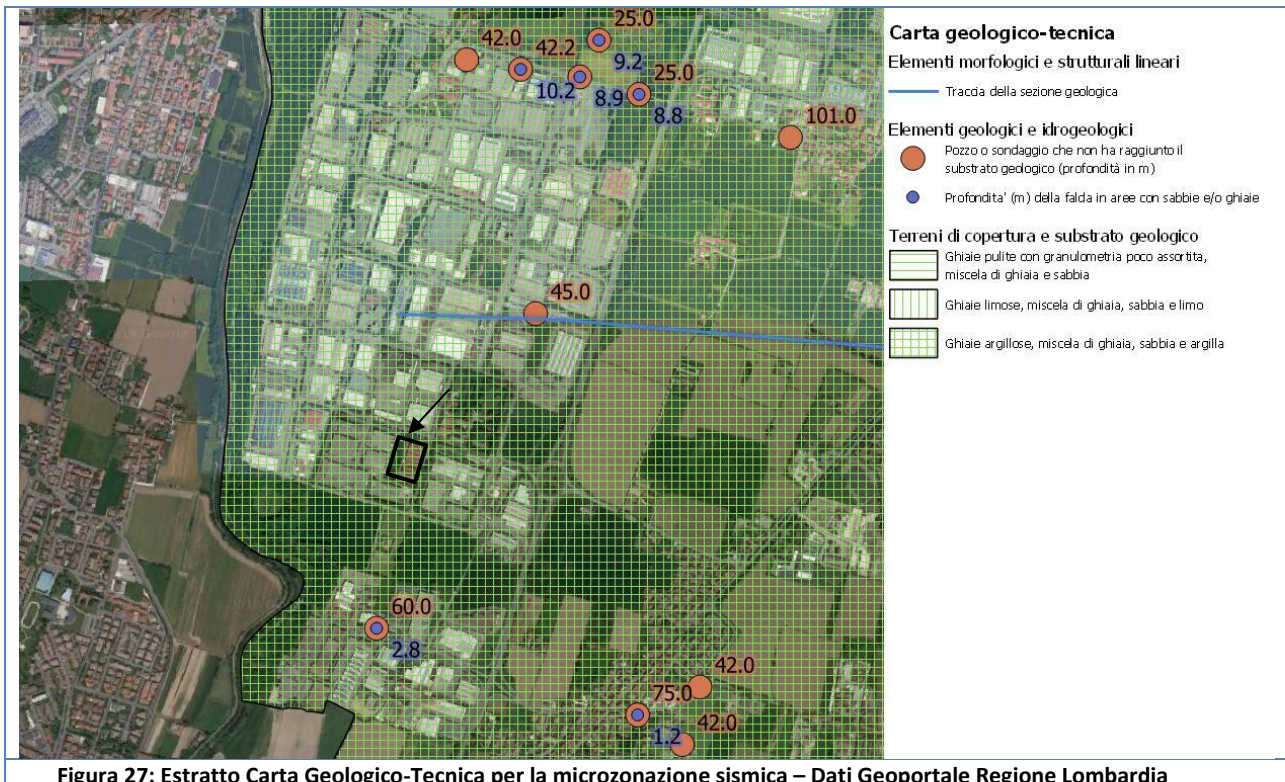 25.0
42.0
42.2
9.2
25.0
10.2
8.9
8.8
101.0
45.0
60.0
2.8
42.0
75.0
1.2
42.0
Carta geologico-tecnica
Elementi morfologici e strutturali lineari
Traccia della sezione geologica
Elementi geologici e idrogeologici
Pozzo o sondaggio che non ha raggiunto il
substrato geologico (profondità in m)
Profondita' (m) della falda in aree con sabbie e/o ghiaie
Terreni di copertura e substrato geologico
Ghiaie pulite con granulometria poco assortita,
miscela di ghiaia e sabbia
Ghiaie limose, miscela di ghiaia, sabbia e limo
Ghiaie argillose, miscela di ghiaia, sabbia e argilla
Figura 27: Estratto Carta Geologico-Tecnica per la microzonazione sismica – Dati Geoportale Regione Lombardia